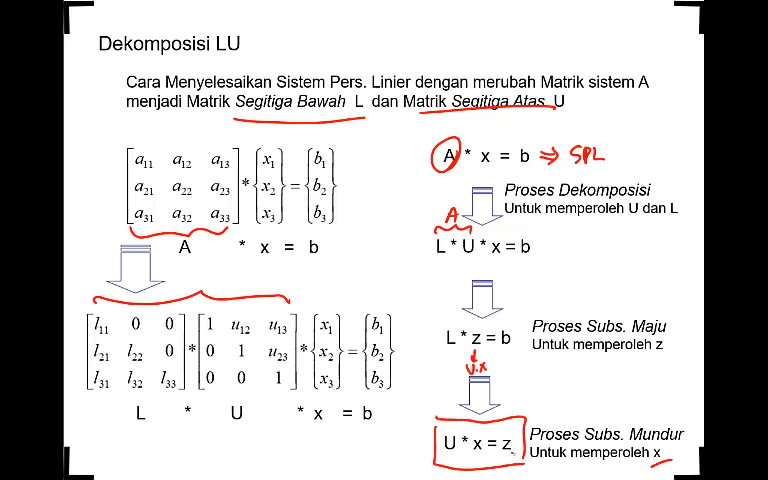 Dekomposisi LU
Cara Menyelesaikan Sistem Pers. Linier dengan merubah Matrik sistem A
menjadi Matrik Segitiga Bawah L dan Matrik Segitiga Atas U
a11 a12 a13 x1 b1
a21 a22 a23 * x2 = b2
a31 a32 a33 x3 b3
A * x = b
l11 0 0 1 u12 u13 x1 b1
l21 l22 0 * 0 1 u23 * x2 = b2
l31 l32 l33 0 0 1 x3 b3
L * U * x = b
A * x = b ⇒ SPL
Proses Dekomposisi
Untuk memperoleh U dan L
A
L * U * x = b
Proses Subs. Maju
Untuk memperoleh z
L * z = b
U.x
Proses Subs. Mundur
Untuk memperoleh x
U * x = z